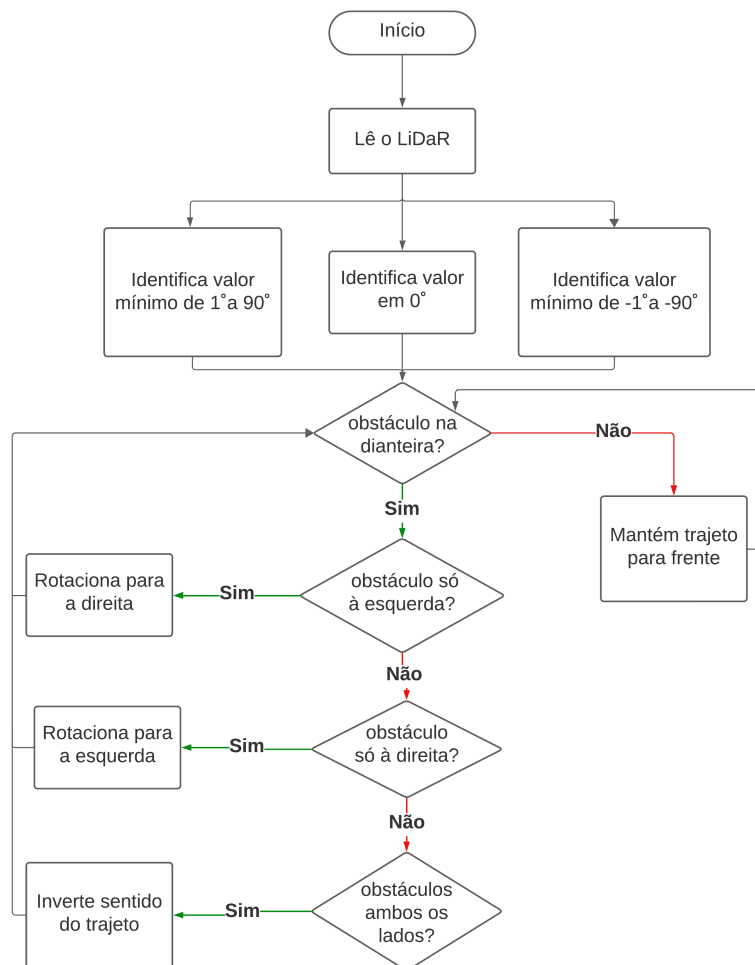 Início
Lê o LiDaR
Identifica valor
mínimo de 1˚a 90˚
Identifica valor
em 0˚
Identifica valor
mínimo de -1˚a -90˚
obstáculo na
dianteira?
Não
Sim
Mantém trajeto
para frente
obstáculo só
à esquerda?
Sim
Rotaciona para
a direita
Não
obstáculo
só à direita?
Sim
Rotaciona para
a esquerda
Não
obstáculos
ambos os
lados?
Sim
Inverte sentido
do trajeto